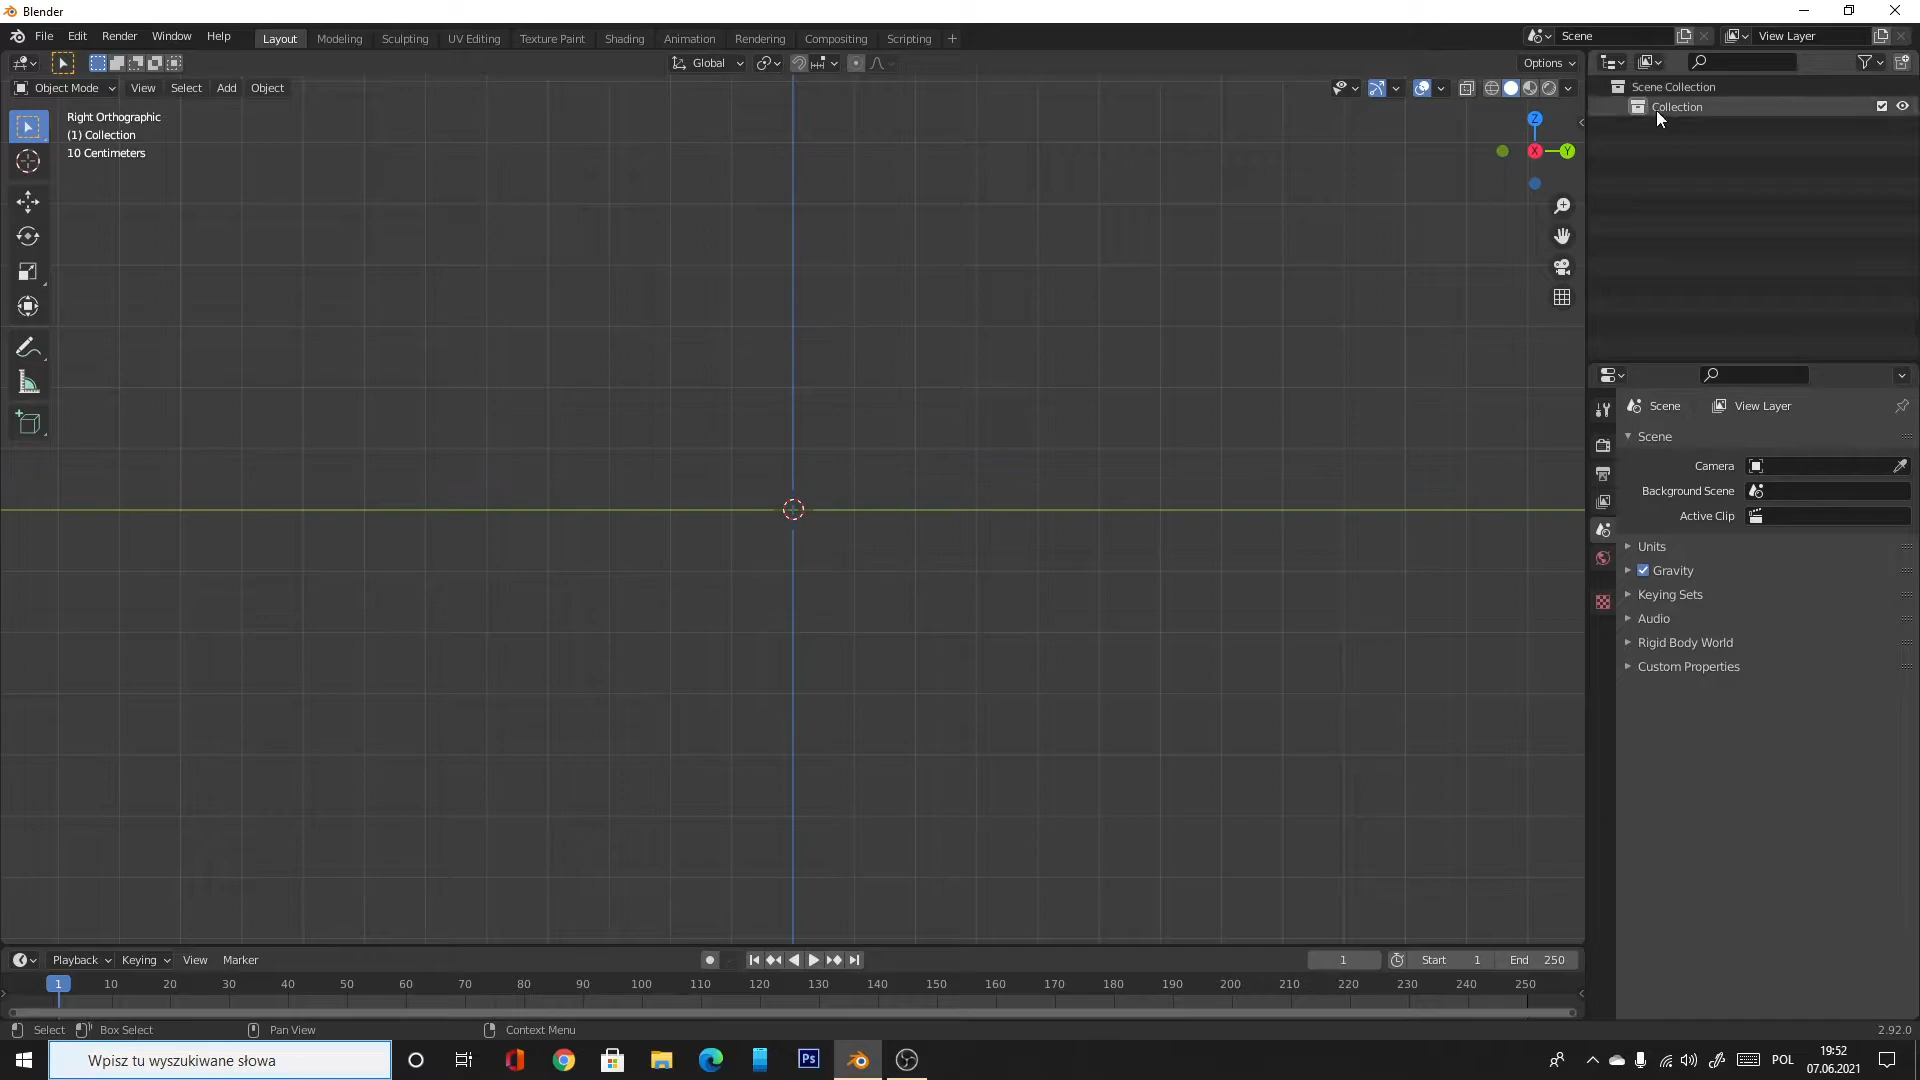 Blender
File Edit Render Window Help Layout Modeling Sculpting UV Editing Texture Paint Shading Animation Rendering Compositing Scripting + Scene View Layer
Global Options
Object Mode View Select Add Object
Scene Collection
Collection
Right Orthographic
(1) Collection
10 Centimeters
Z
X
Y
Scene View Layer
Scene
Camera
Background Scene
Active Clip
Units
Gravity
Keying Sets
Audio
Rigid Body World
Custom Properties
Playback Keying View Marker 1 Start 1 End 250
1 10 20 30 40 50 60 70 80 90 100 110 120 130 140 150 160 170 180 190 200 210 220 230 240 250
Select Box Select Pan View Context Menu 2.92.0
Wpisz tu wyszukiwane słowa Ps POL 19:52
07.06.2021